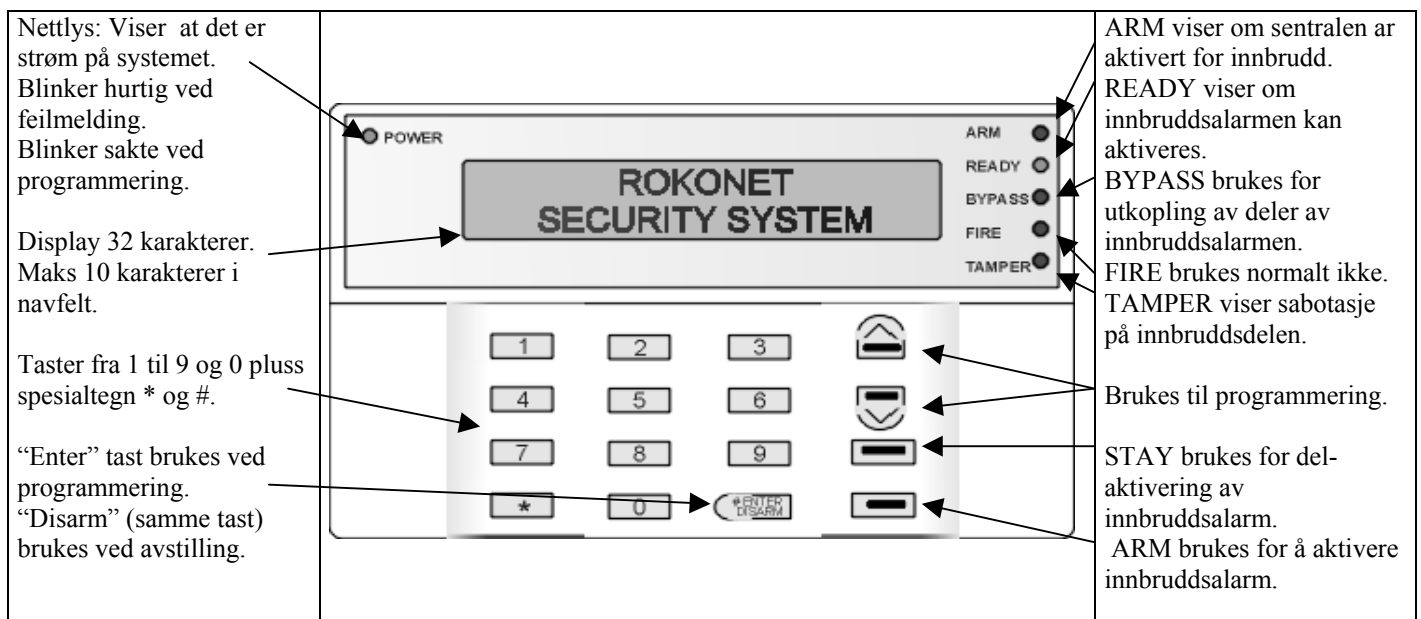 Nettlys: Viser at det er
strøm på systemet.
Blinker hurtig ved
feilmelding.
Blinker sakte ved
programmering.
Display 32 karakterer.
Maks 10 karakterer i
navfelt.
Taster fra 1 til 9 og 0 pluss
spesialtegn * og #.
“Enter” tast brukes ved
programmering.
“Disarm” (samme tast)
brukes ved avstilling.
POWER
ROKONET
SECURITY SYSTEM
ARM
READY
BYPASS
FIRE
TAMPER
1 2 3
4 5 6
7 8 9
* 0 #ENTER
DISARM
ARM viser om sentralen ar
aktivert for innbrudd.
READY viser om
innbruddsalarmen kan
aktiveres.
BYPASS brukes for
utkopling av deler av
innbruddsalarmen.
FIRE brukes normalt ikke.
TAMPER viser sabotasje
på innbruddsdelen.
Brukes til programmering.
STAY brukes for del-
aktivering av
innbruddsalarm.
ARM brukes for å aktivere
innbruddsalarm.